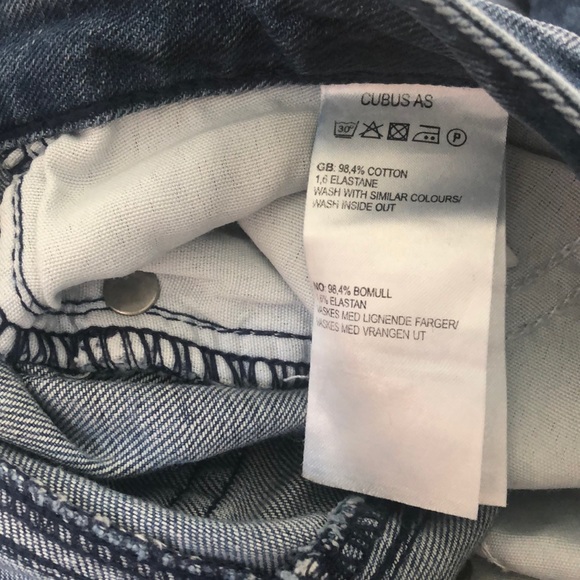 CUBUS AS
30° P
GB: 98,4% COTTON
1,6 ELASTANE
WASH WITH SIMILAR COLOURS/
WASH INSIDE OUT
NO: 98,4% BOMULL
6% ELASTAN
VASKES MED LIGNENDE FARGER/
VASKES MED VRANGEN UT